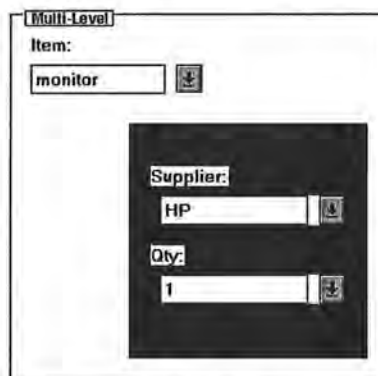 Multi-Level
Item:
monitor
Supplier:
HP
Qty:
1